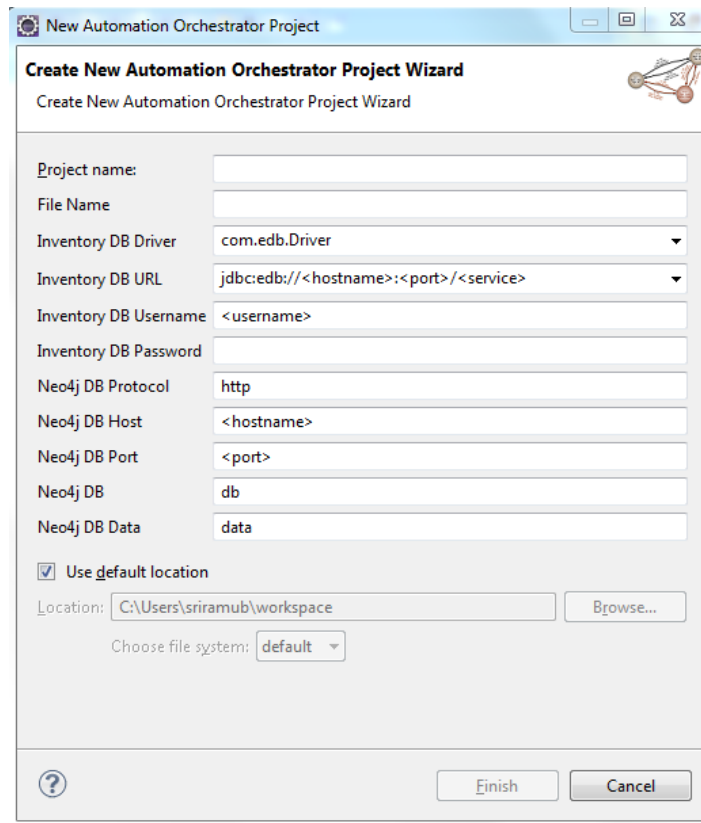 New Automation Orchestrator Project
Create New Automation Orchestrator Project Wizard
Create New Automation Orchestrator Project Wizard
Project name:
File Name
Inventory DB Driver com.edb.Driver
Inventory DB URL jdbc:edb://<hostname>:<port>/<service>
Inventory DB Username <username>
Inventory DB Password
Neo4j DB Protocol http
Neo4j DB Host <hostname>
Neo4j DB Port <port>
Neo4j DB db
Neo4j DB Data data
Use default location
Location: C:\Users\sriramub\workspace Browse...
Choose file system: default
? Finish Cancel